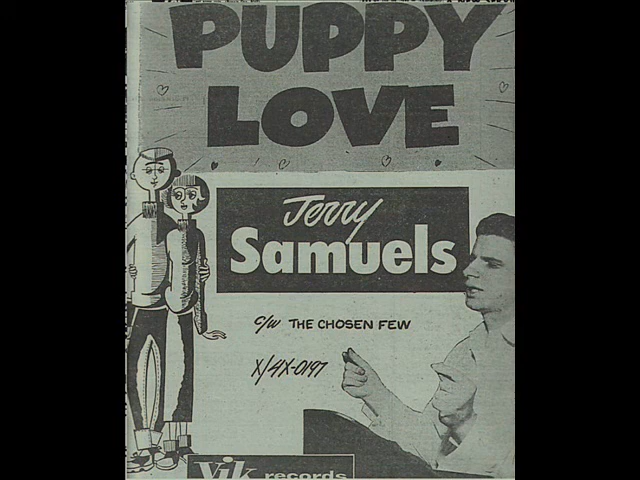 PUPPY
LOVE
Jerry
Samuels
c/w THE CHOSEN FEW
X/4X-0197
Vik records